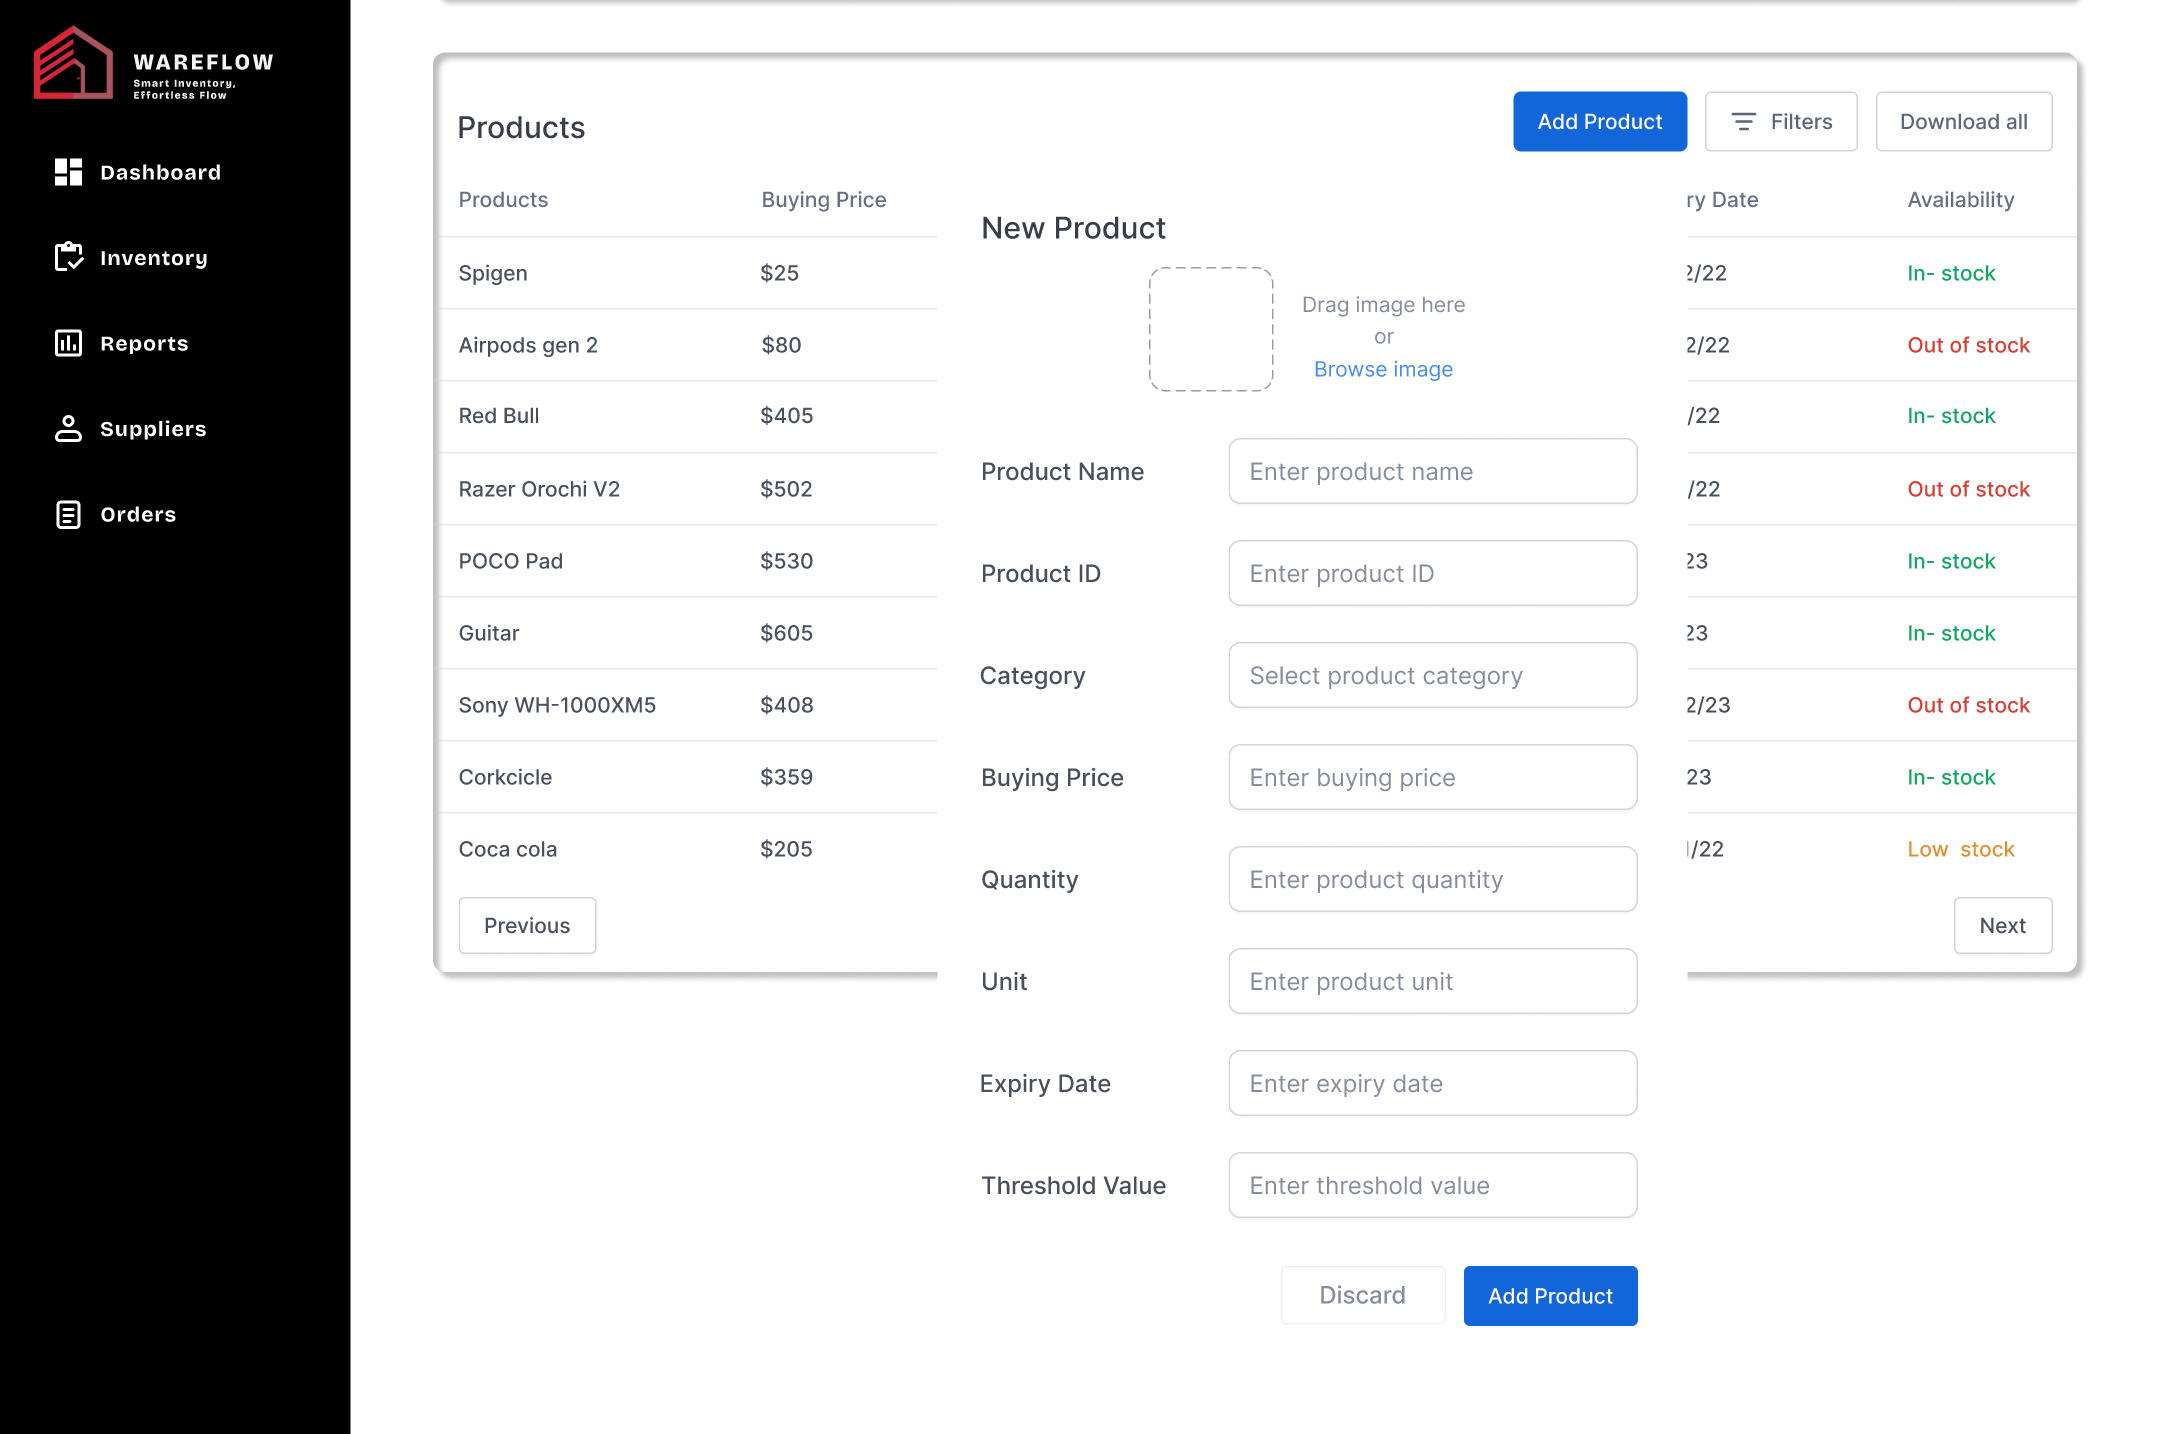 WAREFLOW
Smart Inventory,
Effortless Flow
Dashboard
Inventory
Reports
Suppliers
Orders
Products
Add Product
Filters
Download all
Products Buying Price ry Date Availability
Spigen $25 2/22 In- stock
Airpods gen 2 $80 2/22 Out of stock
Red Bull $405 /22 In- stock
Razer Orochi V2 $502 /22 Out of stock
POCO Pad $530 23 In- stock
Guitar $605 23 In- stock
Sony WH-1000XM5 $408 2/23 Out of stock
Corkcicle $359 23 In- stock
Coca cola $205 /22 Low stock
Previous
Next
New Product
Drag image here
or
Browse image
Product Name Enter product name
Product ID Enter product ID
Category Select product category
Buying Price Enter buying price
Quantity Enter product quantity
Unit Enter product unit
Expiry Date Enter expiry date
Threshold Value Enter threshold value
Discard
Add Product